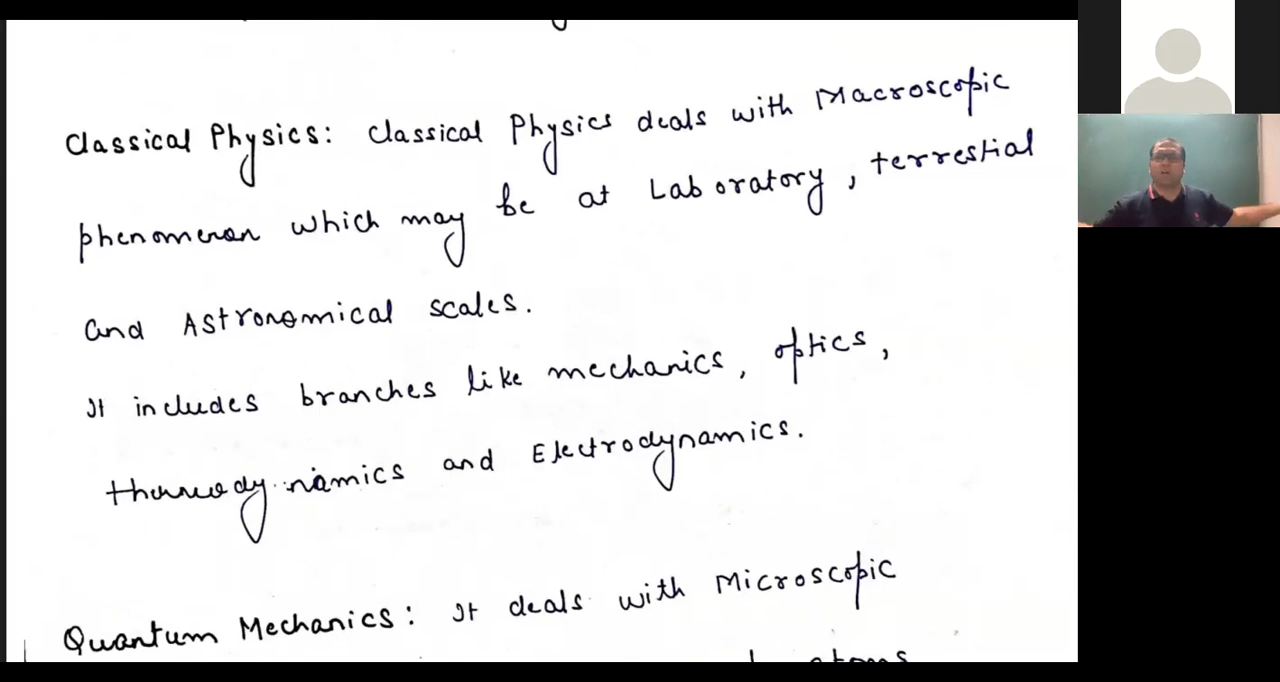 Classical Physics: Classical Physics deals with Macroscopic
phenomenon which may be at Laboratory, terrestial
and Astronomical scales.
It includes branches like mechanics, optics,
thermodynamics and Electrodynamics.
Quantum Mechanics: It deals with Microscopic
atoms